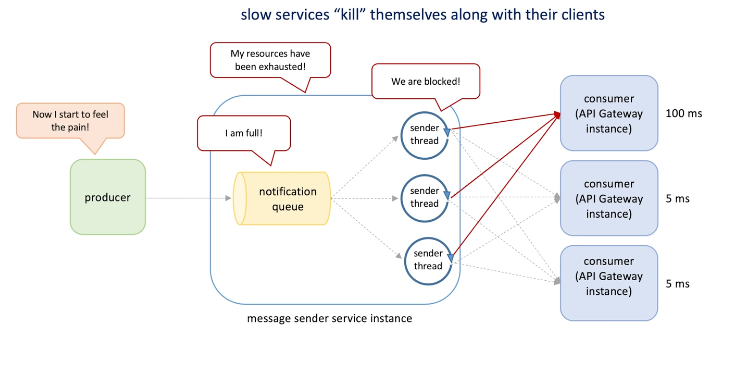 slow services “kill” themselves along with their clients
My resources have
been exhausted!
We are blocked!
Now I start to feel
the pain!
I am full!
producer
notification
queue
sender
thread
sender
thread
sender
thread
consumer
(API Gateway
instance)
100 ms
consumer
(API Gateway
instance)
5 ms
consumer
(API Gateway
instance)
5 ms
message sender service instance